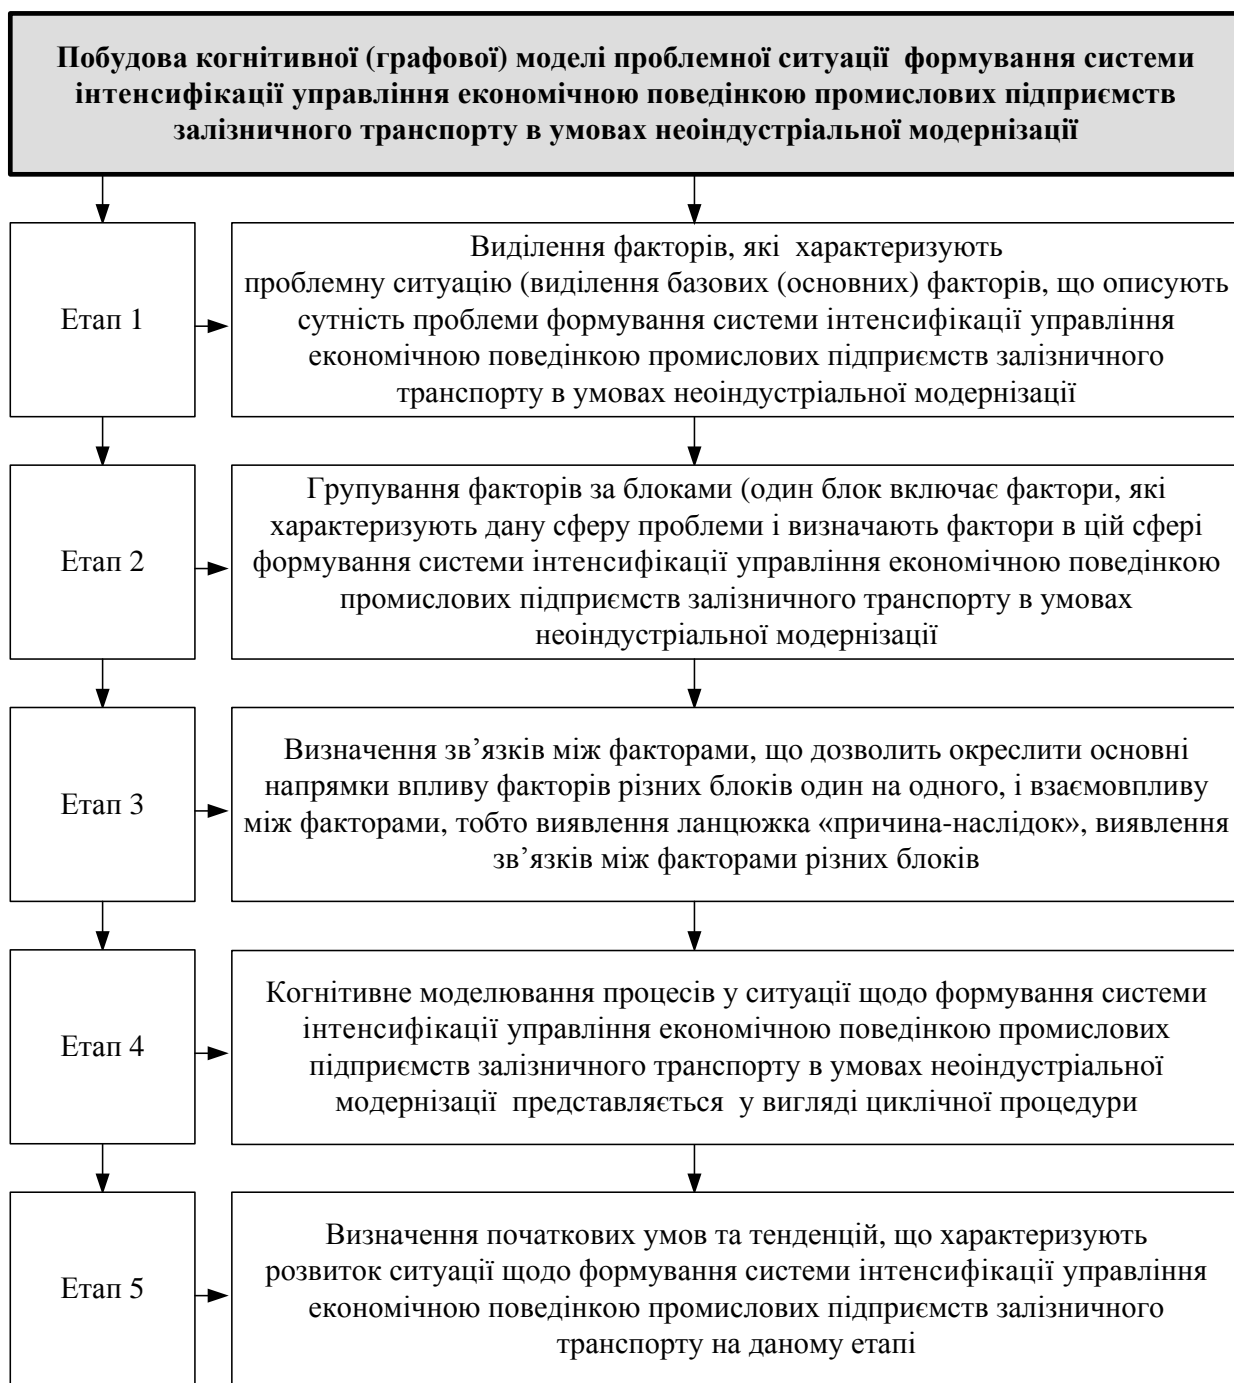 Побудова когнітивної (графової) моделі проблемної ситуації формування системи
інтенсифікації управління економічною поведінкою промислових підприємств
залізничного транспорту в умовах неоіндустріальної модернізації
Етап 1
Виділення факторів, які характеризують
проблемну ситуацію (виділення базових (основних) факторів, що описують
сутність проблеми формування системи інтенсифікації управління
економічною поведінкою промислових підприємств залізничного
транспорту в умовах неоіндустріальної модернізації
Етап 2
Групування факторів за блоками (один блок включає фактори, які
характеризують дану сферу проблеми і визначають фактори в цій сфері
формування системи інтенсифікації управління економічною поведінкою
промислових підприємств залізничного транспорту в умовах
неоіндустріальної модернізації
Етап 3
Визначення зв’язків між факторами, що дозволить окреслити основні
напрямки впливу факторів різних блоків один на одного, і взаємовпливу
між факторами, тобто виявлення ланцюжка «причина-наслідок», виявлення
зв’язків між факторами різних блоків
Етап 4
Когнітивне моделювання процесів у ситуації щодо формування системи
інтенсифікації управління економічною поведінкою промислових
підприємств залізничного транспорту в умовах неоіндустріальної
модернізації представляється у вигляді циклічної процедури
Етап 5
Визначення початкових умов та тенденцій, що характеризують
розвиток ситуації щодо формування системи інтенсифікації управління
економічною поведінкою промислових підприємств залізничного
транспорту на даному етапі